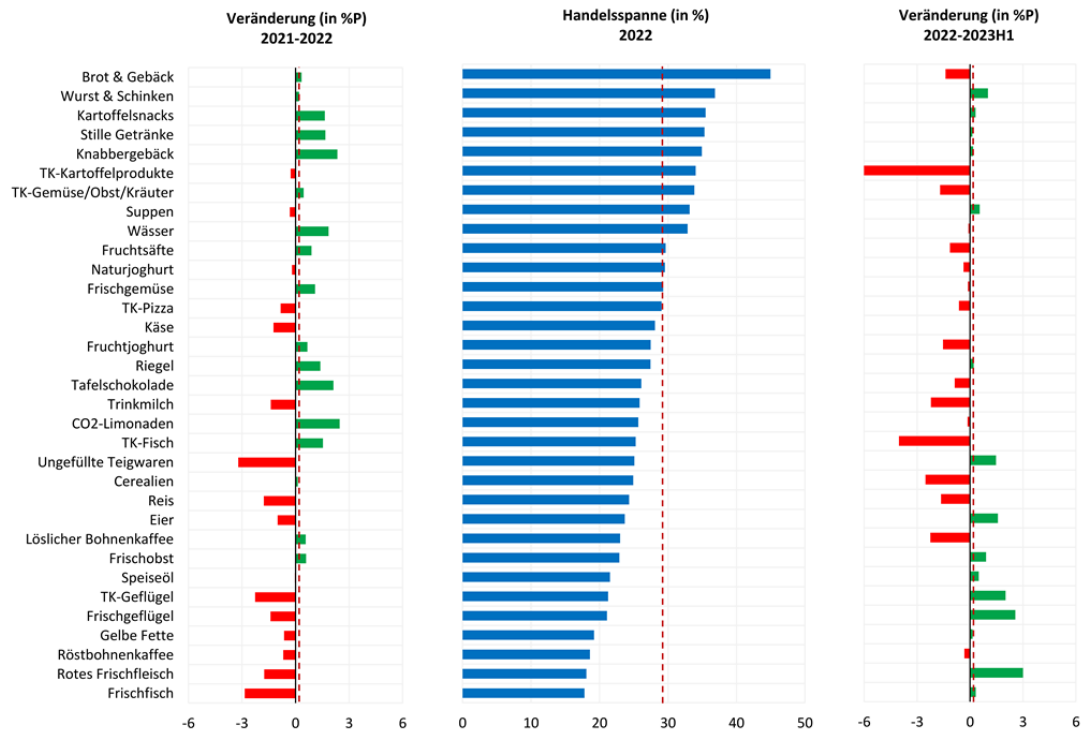 Veränderung (in %P)
2021-2022
Handelsspanne (in %)
2022
Veränderung (in %P)
2022-2023H1
Brot & Gebäck
Wurst & Schinken
Kartoffelsnacks
Stille Getränke
Knabbergebäck
TK-Kartoffelprodukte
TK-Gemüse/Obst/Kräuter
Suppen
Wässer
Fruchtsäfte
Naturjoghurt
Frischgemüse
TK-Pizza
Käse
Fruchtjoghurt
Riegel
Tafelschokolade
Trinkmilch
CO2-Limonaden
TK-Fisch
Ungefüllte Teigwaren
Cerealien
Reis
Eier
Löslicher Bohnenkaffee
Frischobst
Speiseöl
TK-Geflügel
Frischgeflügel
Gelbe Fette
Röstbohnenkaffee
Rotes Frischfleisch
Frischfisch
-6 -3 0 3 6
0 10 20 30 40 50
-6 -3 0 3 6